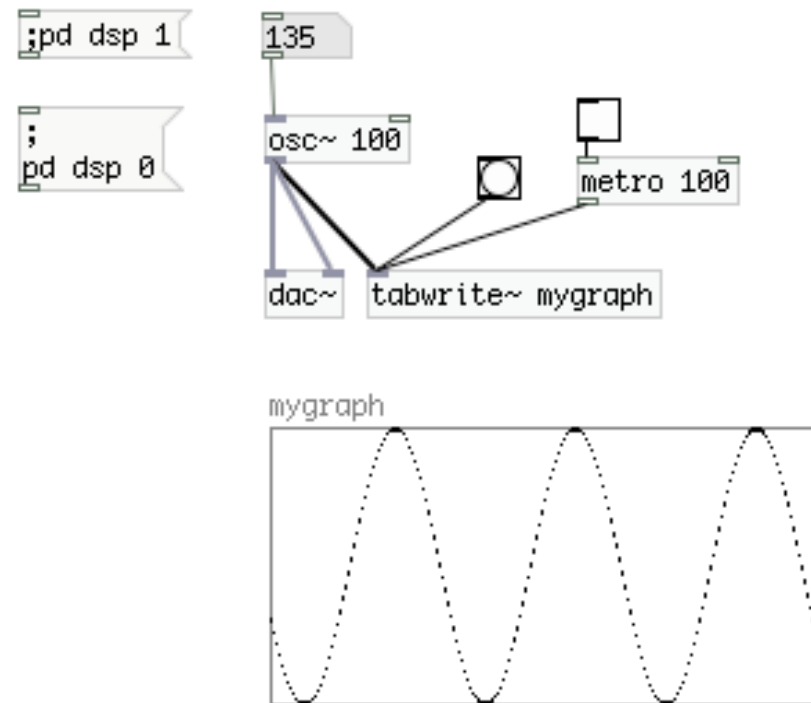 ;pd dsp 1
135
;
pd dsp 0
osc~ 100
metro 100
dac~
tabwrite~ mygraph
mygraph